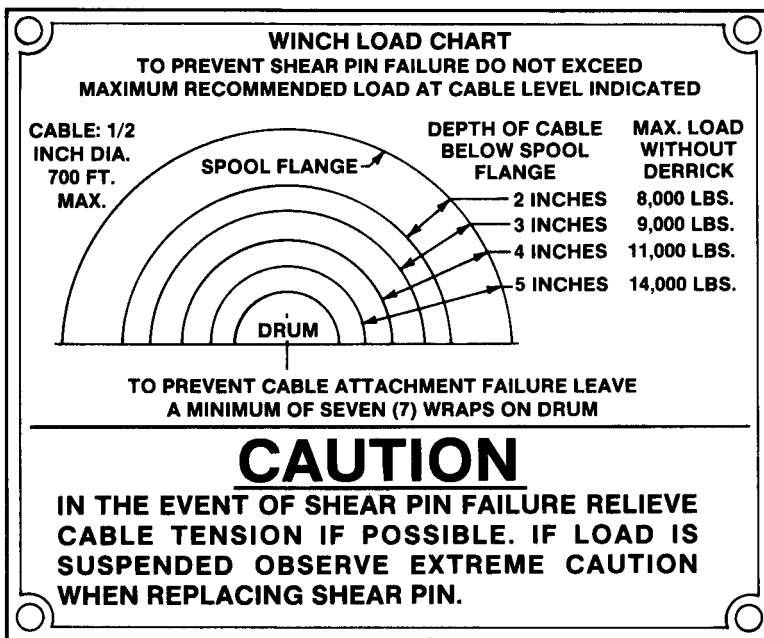 WINCH LOAD CHART
TO PREVENT SHEAR PIN FAILURE DO NOT EXCEED
MAXIMUM RECOMMENDED LOAD AT CABLE LEVEL INDICATED
CABLE: 1/2
INCH DIA.
700 FT.
MAX.
SPOOL FLANGE
DEPTH OF CABLE
BELOW SPOOL
FLANGE
MAX. LOAD
WITHOUT
DERRICK
2 INCHES 8,000 LBS.
3 INCHES 9,000 LBS.
4 INCHES 11,000 LBS.
5 INCHES 14,000 LBS.
DRUM
TO PREVENT CABLE ATTACHMENT FAILURE LEAVE
A MINIMUM OF SEVEN (7) WRAPS ON DRUM
CAUTION
IN THE EVENT OF SHEAR PIN FAILURE RELIEVE
CABLE TENSION IF POSSIBLE. IF LOAD IS
SUSPENDED OBSERVE EXTREME CAUTION
WHEN REPLACING SHEAR PIN.